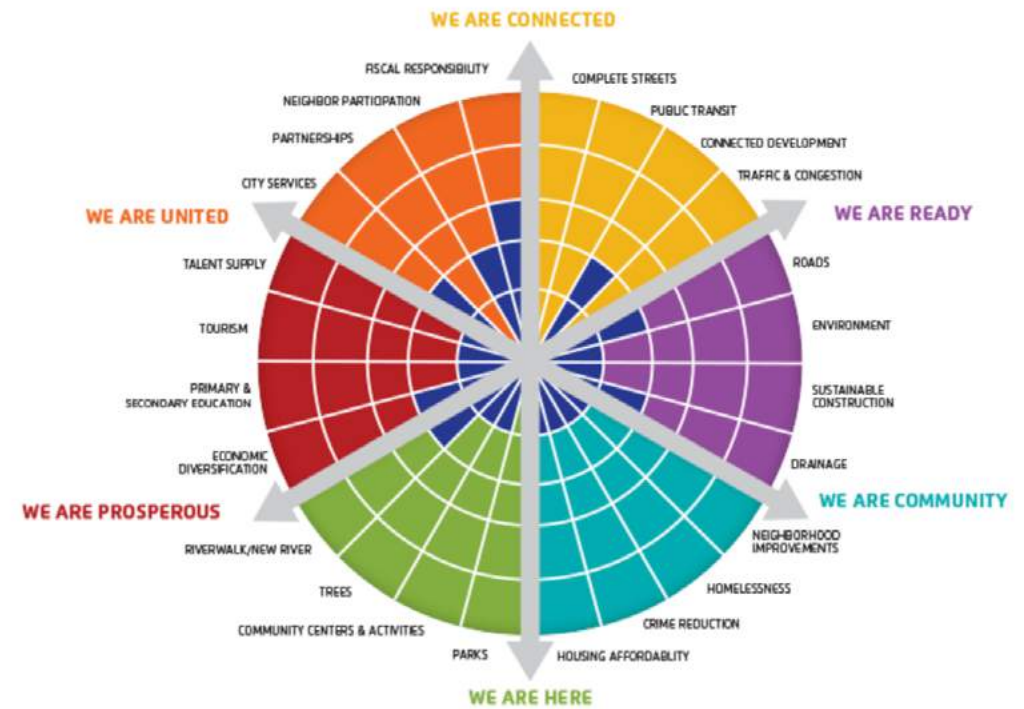 WE ARE CONNECTED
FISCAL RESPONSIBILITY
COMPLETE STREETS
NEIGHBOR PARTICIPATION
PUBLIC TRANSIT
PARTNERSHIPS
CONNECTED DEVELOPMENT
CITY SERVICES
TRAFFIC & CONGESTION
WE ARE UNITED
WE ARE READY
TALENT SUPPLY
ROADS
TOURISM
ENVIRONMENT
PRIMARY &
SECONDARY EDUCATION
SUSTAINABLE
CONSTRUCTION
ECONOMIC
DIVERSIFICATION
DRAINAGE
WE ARE PROSPEROUS
WE ARE COMMUNITY
RIVERWALK/NEW RIVER
NEIGHBORHOOD
IMPROVEMENTS
TREES
HOMELESSNESS
COMMUNITY CENTERS & ACTIVITIES
CRIME REDUCTION
PARKS
HOUSING AFFORDABLITY
WE ARE HERE